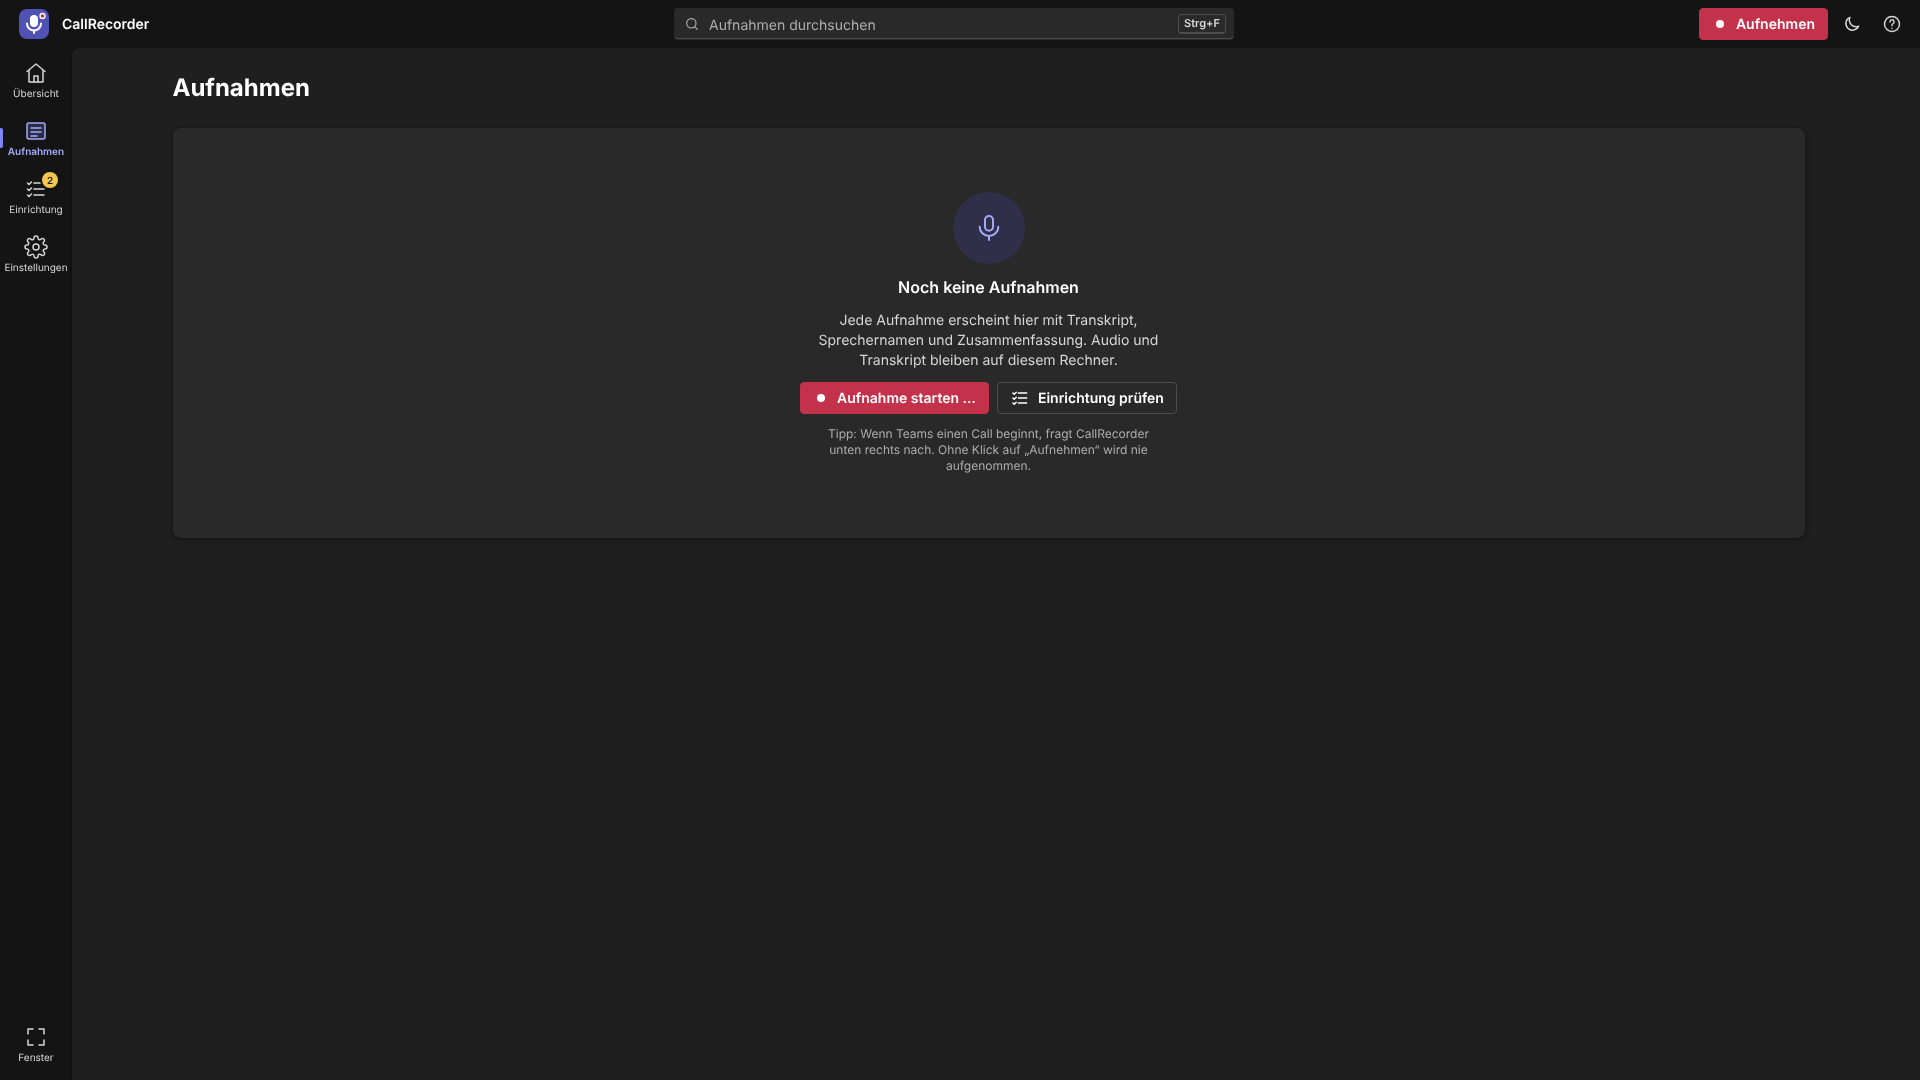 CallRecorder
Aufnahmen durchsuchen
Strg+F
Aufnehmen
Übersicht
Aufnahmen
2
Einrichtung
Einstellungen
Fenster
Aufnahmen
Noch keine Aufnahmen
Jede Aufnahme erscheint hier mit Transkript,
Sprechernamen und Zusammenfassung. Audio und
Transkript bleiben auf diesem Rechner.
Aufnahme starten ...
Einrichtung prüfen
Tipp: Wenn Teams einen Call beginnt, fragt CallRecorder
unten rechts nach. Ohne Klick auf „Aufnehmen“ wird nie
aufgenommen.